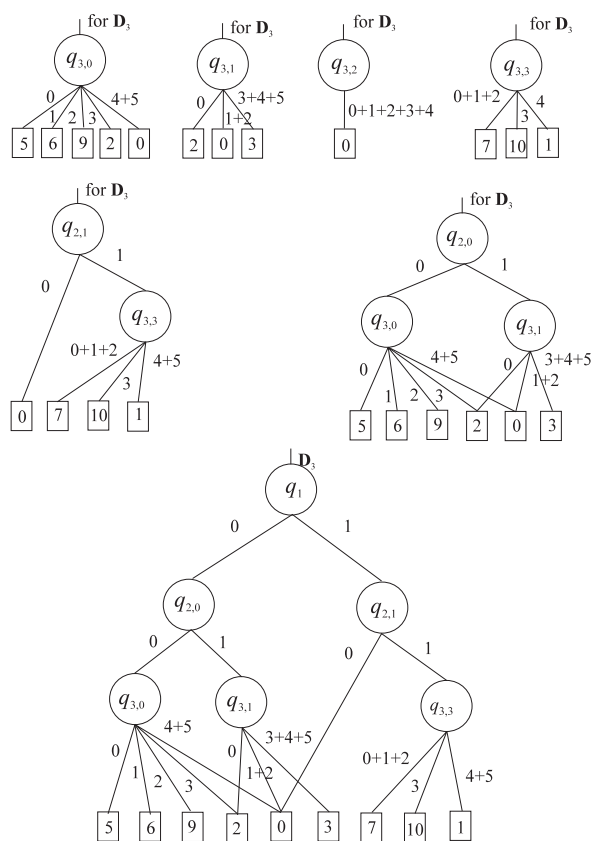 for D₃ for D₃ for D₃ for D₃
q₃,₀ q₃,₁ q₃,₂ q₃,₃
0 1 2 3 4+5 0 1+2 3+4+5 0+1+2+3+4 0+1+2 3 4
5 6 9 2 0 2 0 3 0 7 10 1
for D₃ for D₃
q₂,₁ q₂,₀
0 1 0 1
q₃,₃ q₃,₀ q₃,₁
0+1+2 3 4+5 0 1 2 3 4+5 0 1+2 3+4+5
0 7 10 1 5 6 9 2 0 3
D₃
q₁
0 1
q₂,₀ q₂,₁
0 1 0 1
q₃,₀ q₃,₁ q₃,₃
0 1 2 3 4+5 0 1+2 3+4+5 0+1+2 3 4+5
5 6 9 2 0 3 7 10 1